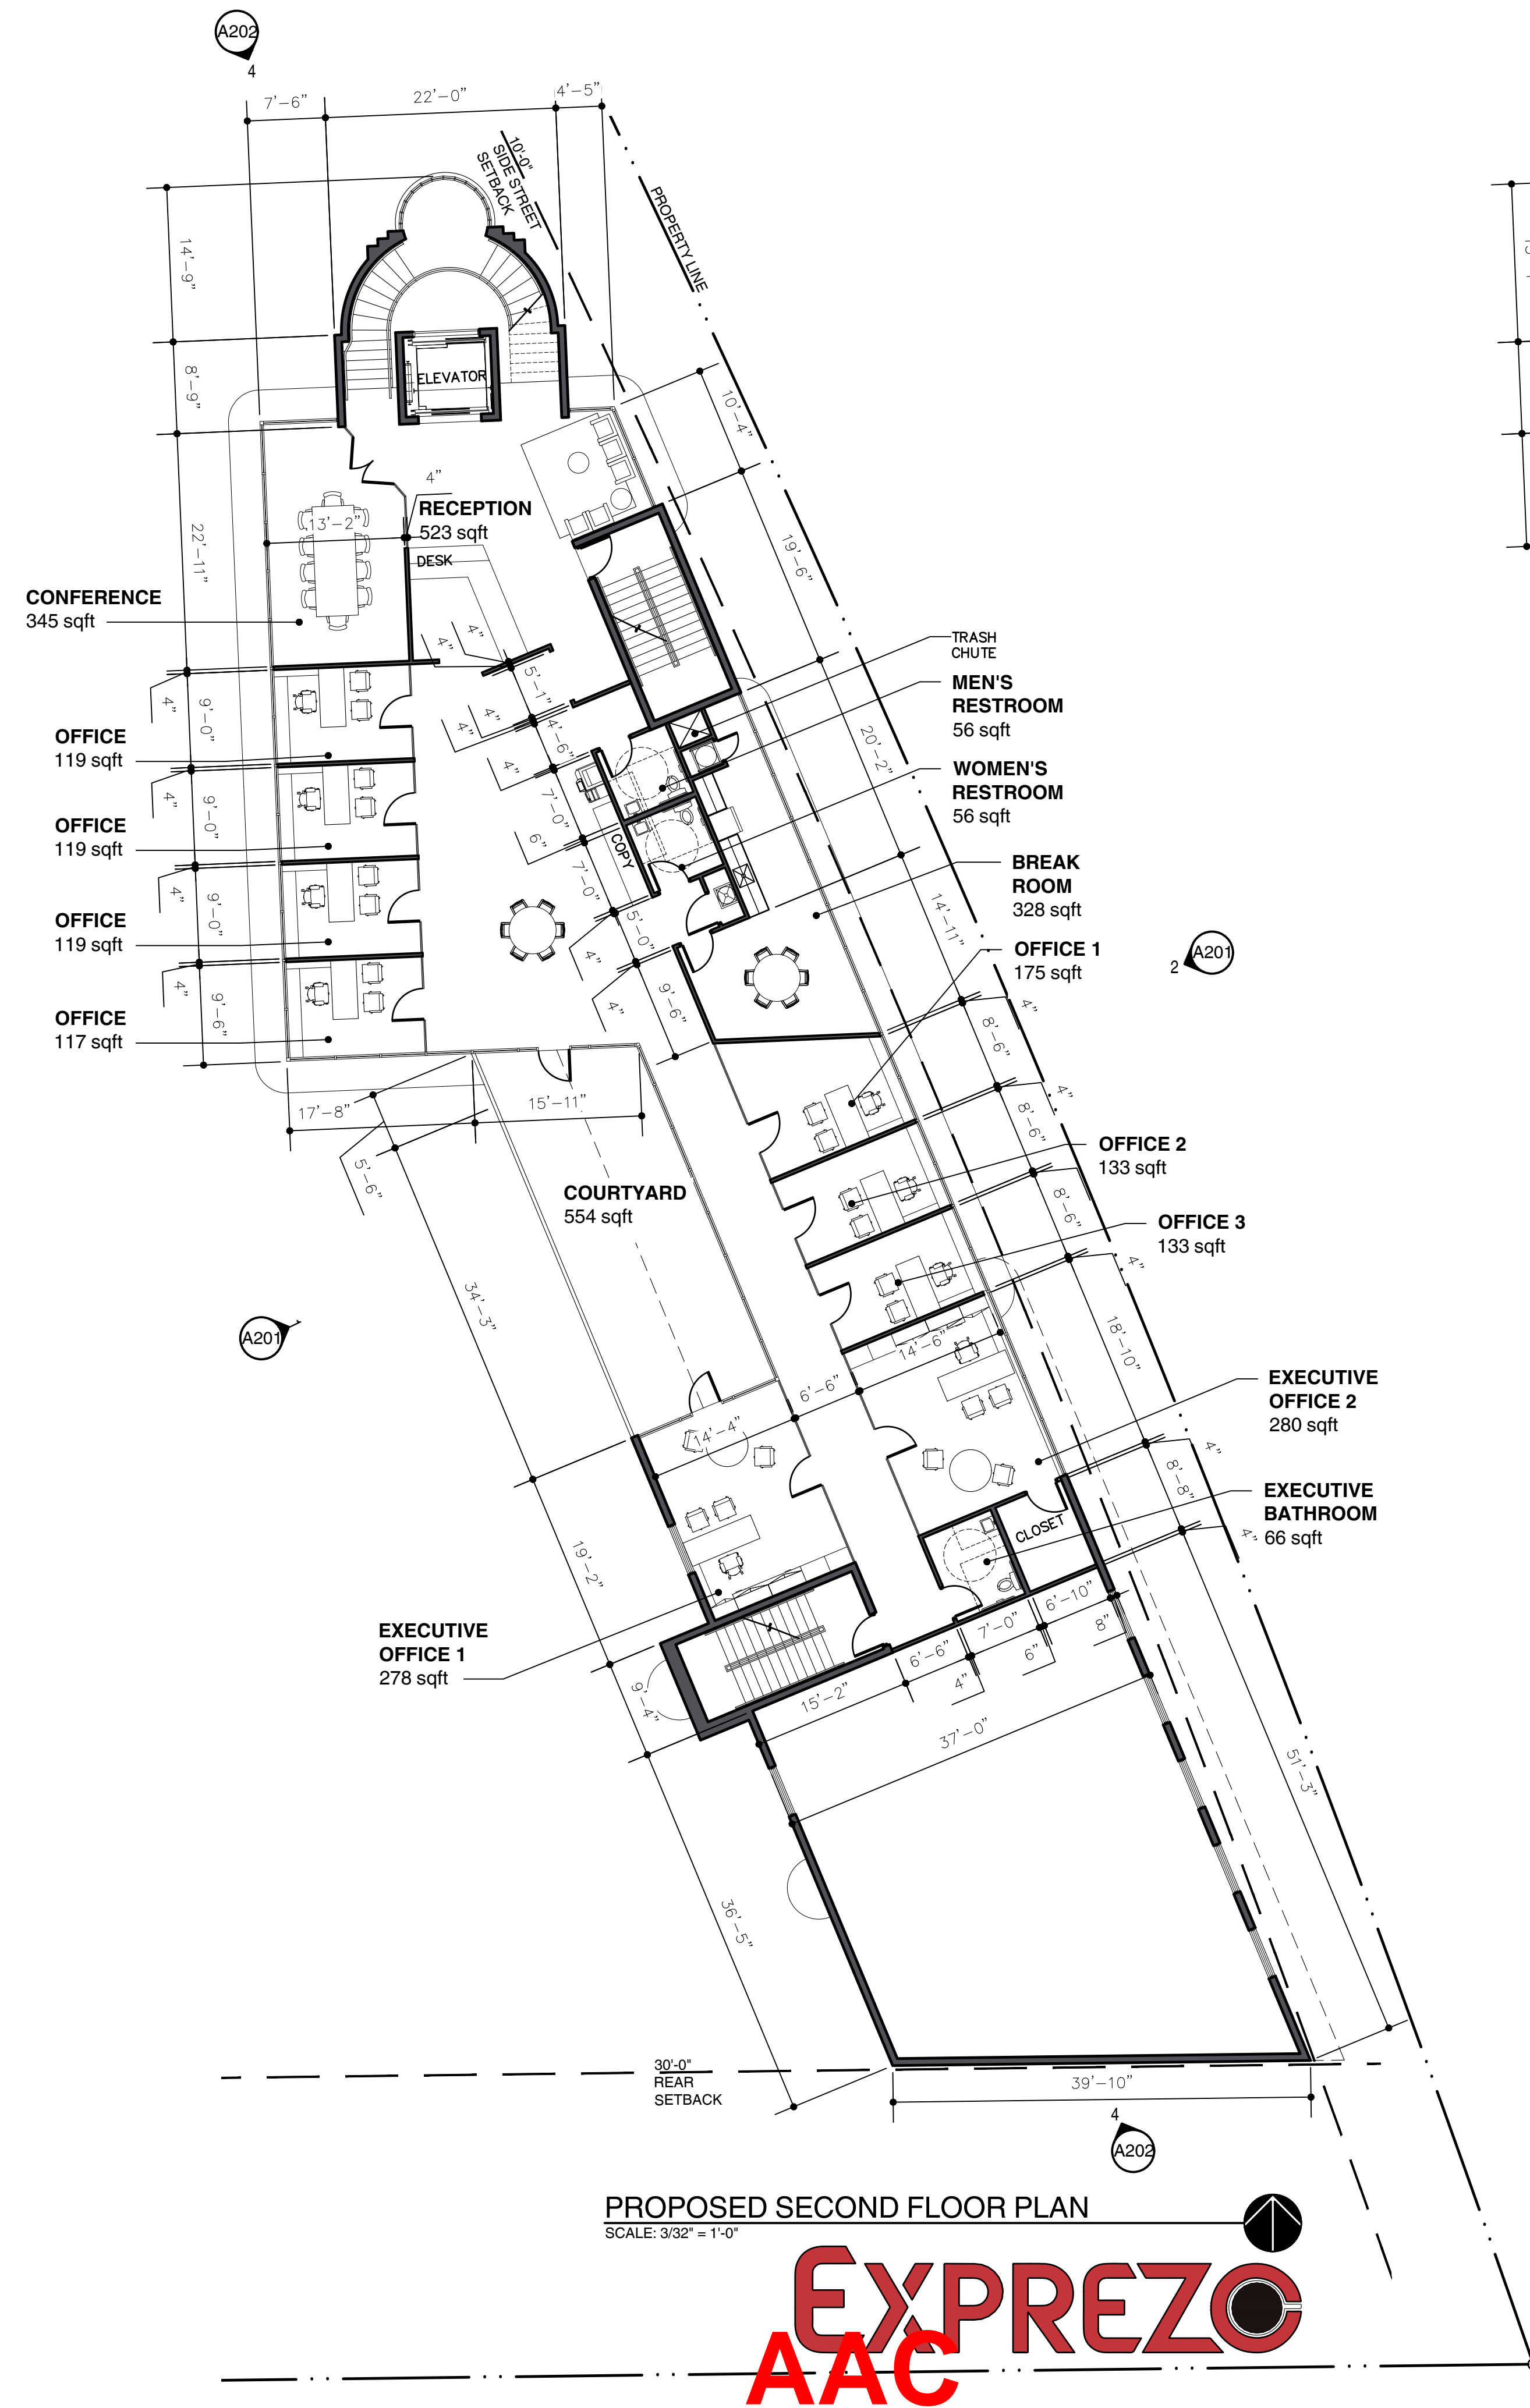 A202
4
7'-6"
22'-0"
4'-5"
10'-0"
SIDE STREET
SETBACK
PROPERTY LINE
14'-9"
8'-9"
ELEVATOR
10'-4"
4"
RECEPTION
523 sqft
13'-2"
DESK
22'-11"
19'-6"
CONFERENCE
345 sqft
TRASH
CHUTE
4"
4"
5'-1"
MEN'S
RESTROOM
56 sqft
4"
9'-0"
4"
4"
4'-6"
20'-2"
OFFICE
119 sqft
WOMEN'S
RESTROOM
56 sqft
4"
9'-0"
4"
7'-0"
6"
COPY
OFFICE
119 sqft
BREAK
ROOM
328 sqft
4"
9'-0"
7'-0"
5'-0"
14'-11"
OFFICE
119 sqft
OFFICE 1
175 sqft
2
A201
4"
9'-6"
4"
4"
9'-6"
4"
OFFICE
117 sqft
8'-6"
4"
17'-8"
15'-11"
8'-6"
5'-6"
OFFICE 2
133 sqft
COURTYARD
554 sqft
8'-6"
OFFICE 3
133 sqft
4"
34'-3"
A201
18'-10"
14'-6"
6'-6"
14'-4"
EXECUTIVE
OFFICE 2
280 sqft
4"
8'-8"
EXECUTIVE
BATHROOM
66 sqft
4"
CLOSET
19'-2"
EXECUTIVE
OFFICE 1
278 sqft
6'-10"
7'-0"
8"
6'-6"
6"
4"
15'-2"
9'-4"
37'-0"
51'-3"
36'-5"
30'-0"
REAR
SETBACK
39'-10"
4
A202
PROPOSED SECOND FLOOR PLAN
SCALE: 3/32" = 1'-0"
EXPREZO
AAC